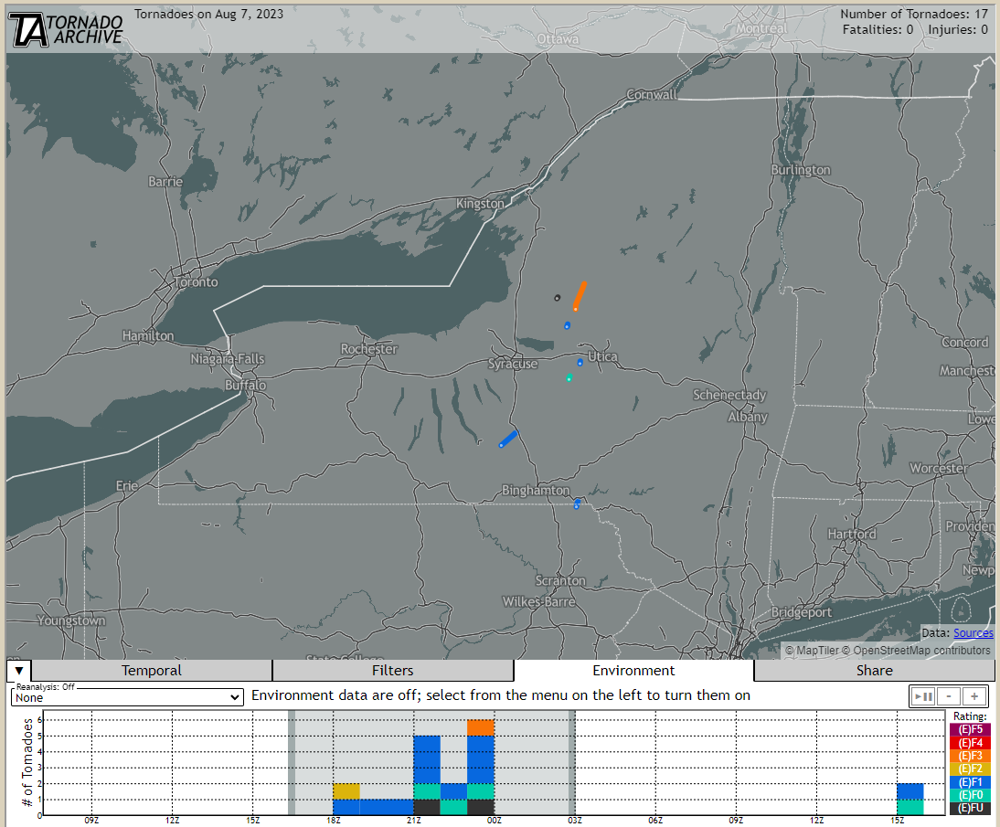 TORNADO
ARCHIVE
Tornadoes on Aug 7, 2023
Number of Tornadoes: 17
Fatalities: 0 Injuries: 0
Ottawa
Montreal
Cornwall
Barrie
Burlington
Kingston
Toronto
Hamilton
Rochester
Niagara Falls
Utica
Syracuse
Concord
Manchest
Buffalo
Schenectady
Albany
Lowe
Worcester
Erie
Binghamton
Hartford
Providen
Newp
Scranton
Wilkes-Barre
Bridgeport
Youngstown
State College
Data: Sources
© MapTiler © OpenStreetMap contributors
▼ Temporal Filters Environment Share
Reanalysis: Off
None
Environment data are off; select from the menu on the left to turn them on
- +
# of Tornadoes
6
5
4
3
2
1
0
09Z 12Z 15Z 18Z 21Z 00Z 03Z 06Z 09Z 12Z 15Z
Rating:
(E)F5
(E)F4
(E)F3
(E)F2
(E)F1
(E)F0
(E)FU